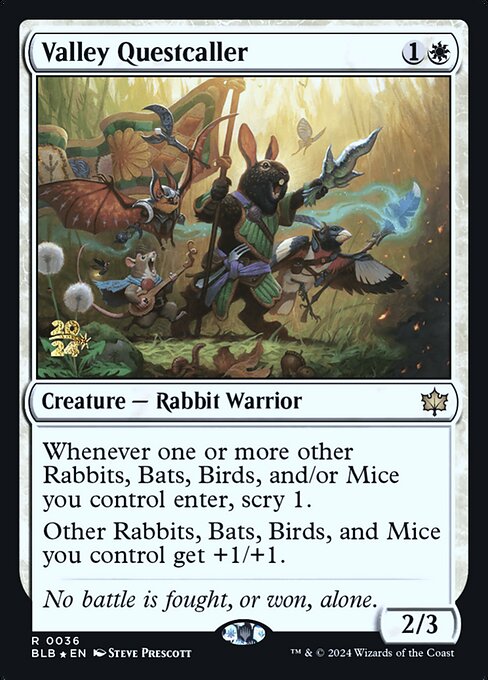 Valley Questcaller 1
2024
Creature — Rabbit Warrior
Whenever one or more other
Rabbits, Bats, Birds, and/or Mice
you control enter, scry 1.
Other Rabbits, Bats, Birds, and Mice
you control get +1/+1.
No battle is fought, or won, alone.
2/3
R 0036
BLB ★ EN Steve Prescott
™ & © 2024 Wizards of the Coast